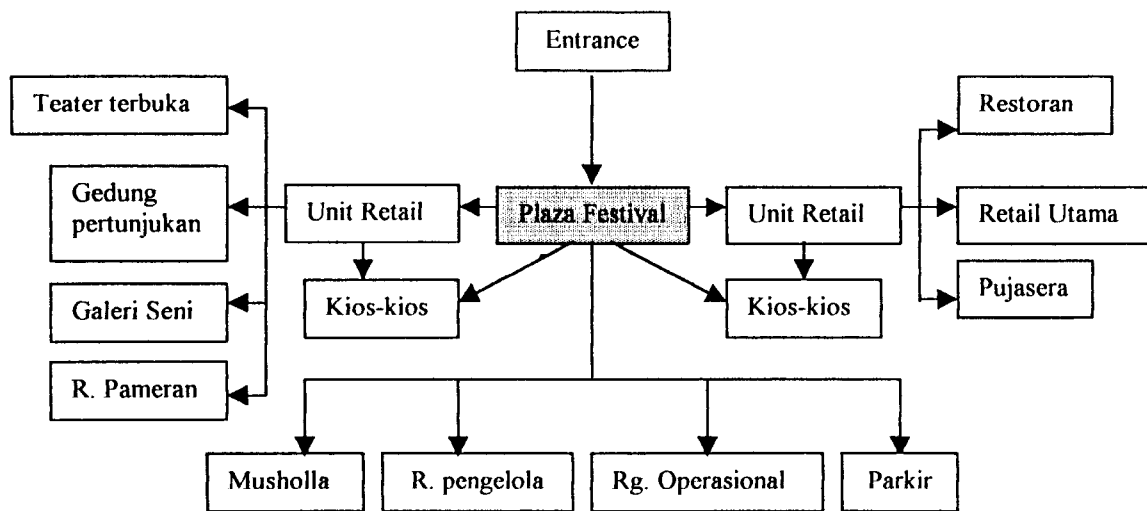 Entrance
Teater terbuka
Restoran
Gedung
pertunjukan
Unit Retail
Plaza Festival
Unit Retail
Retail Utama
Galeri Seni
Kios-kios
Kios-kios
Pujasera
R. Pameran
Musholla
R. pengelola
Rg. Operasional
Parkir